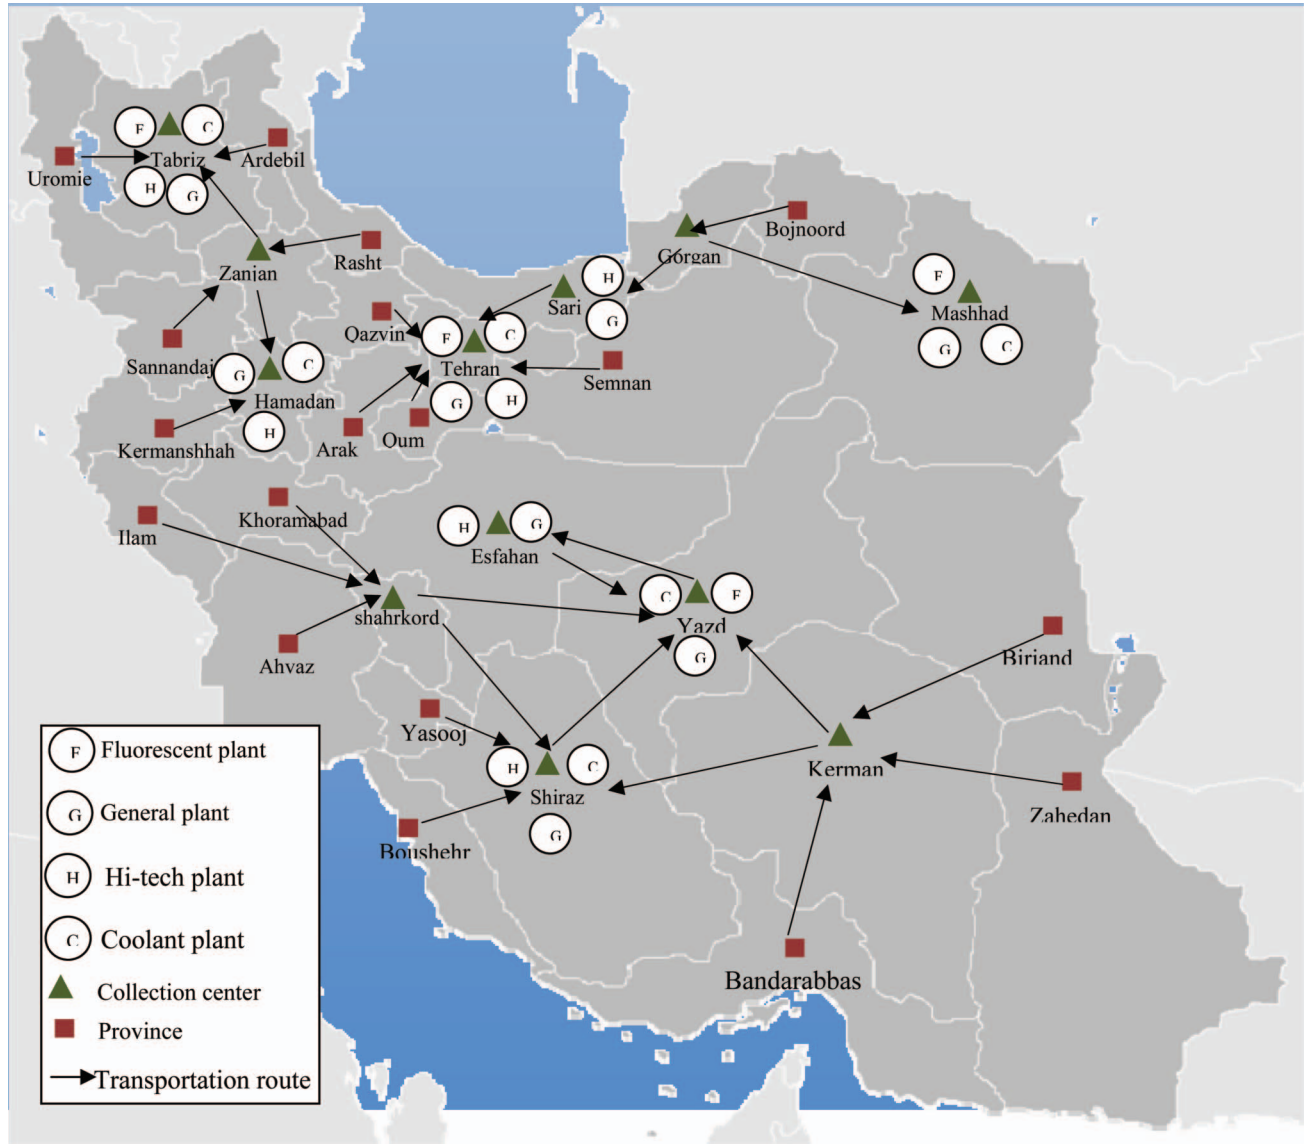 F
C
Tabriz
Ardebil
Uromie
H
G
Bojnoord
Rasht
Gorgan
Zanjan
H
F
Sari
Mashhad
Qazvin
G
F
C
G
C
Sannandaj
G
C
Tehran
Semnan
Hamadan
G
H
Kermanshhah
H
Arak
Oum
Khoramabad
Ilam
H
G
Esfahan
C
F
shahrkord
Yazd
Ahvaz
G
Biriand
Yasooj
H
C
Kerman
Shiraz
Zahedan
Boushehr
G
Bandarabbas
F Fluorescent plant
G General plant
H Hi-tech plant
C Coolant plant
Collection center
Province
Transportation route